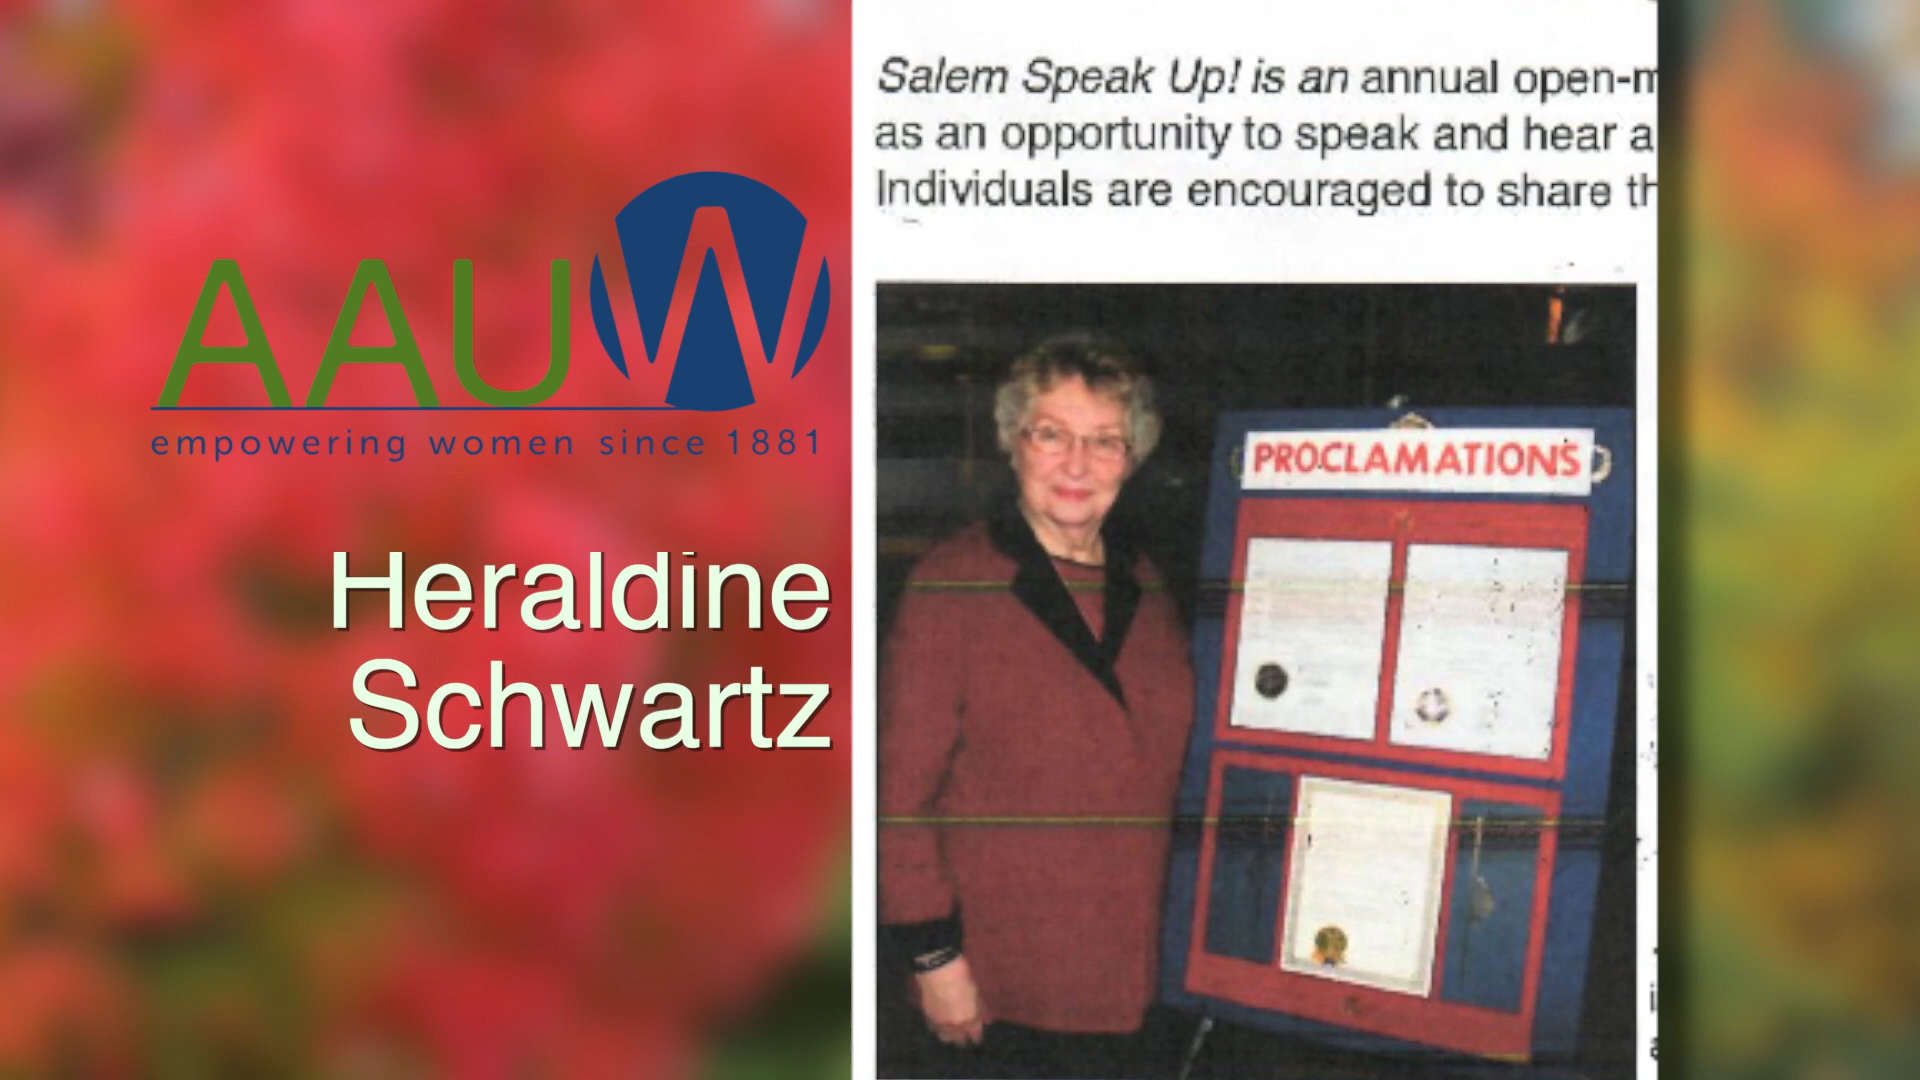 AAUW
empowering women since 1881
Heraldine
Schwartz
Salem Speak Up! is an annual open-m
as an opportunity to speak and hear a
Individuals are encouraged to share th
PROCLAMATIONS